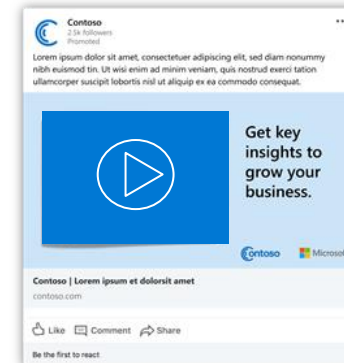 Contoso
2.5k followers
Promoted
Lorem ipsum dolor sit amet, consectetuer adipiscing elit, sed diam nonummy
nibh euismod tin. Ut wisi enim ad minim veniam, quis nostrud exerci tation
ullamcorper suscipit lobortis nisl ut aliquip ex ea commodo consequat.
Get key
insights to
grow your
business.
Contoso Microsoft
Contoso | Lorem ipsum et dolorsit amet
contoso.com
Like Comment Share
Be the first to react